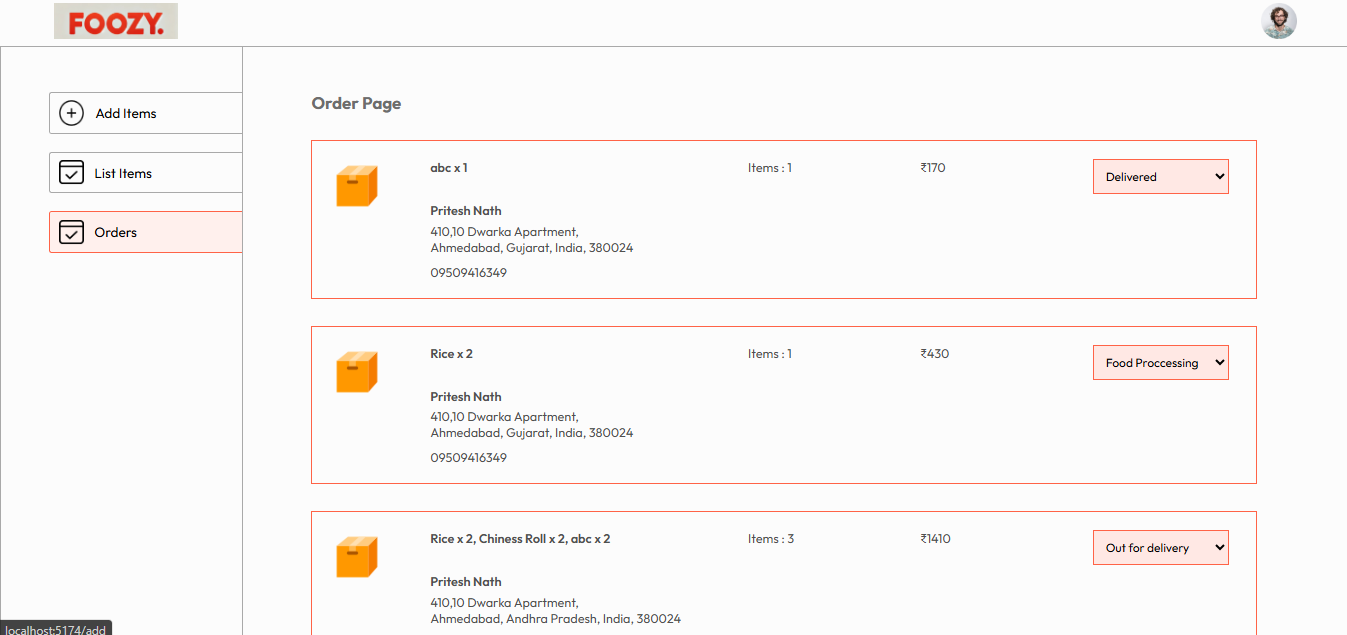 FOOZY.
Add Items
List Items
Orders
Order Page
abc x 1
Items : 1
₹170
Delivered
Pritesh Nath
410,10 Dwarka Apartment,
Ahmedabad, Gujarat, India, 380024
09509416349
Rice x 2
Items : 1
₹430
Food Proccessing
Pritesh Nath
410,10 Dwarka Apartment,
Ahmedabad, Gujarat, India, 380024
09509416349
Rice x 2, Chiness Roll x 2, abc x 2
Items : 3
₹1410
Out for delivery
Pritesh Nath
410,10 Dwarka Apartment,
Ahmedabad, Andhra Pradesh, India, 380024
localhost:5174/add